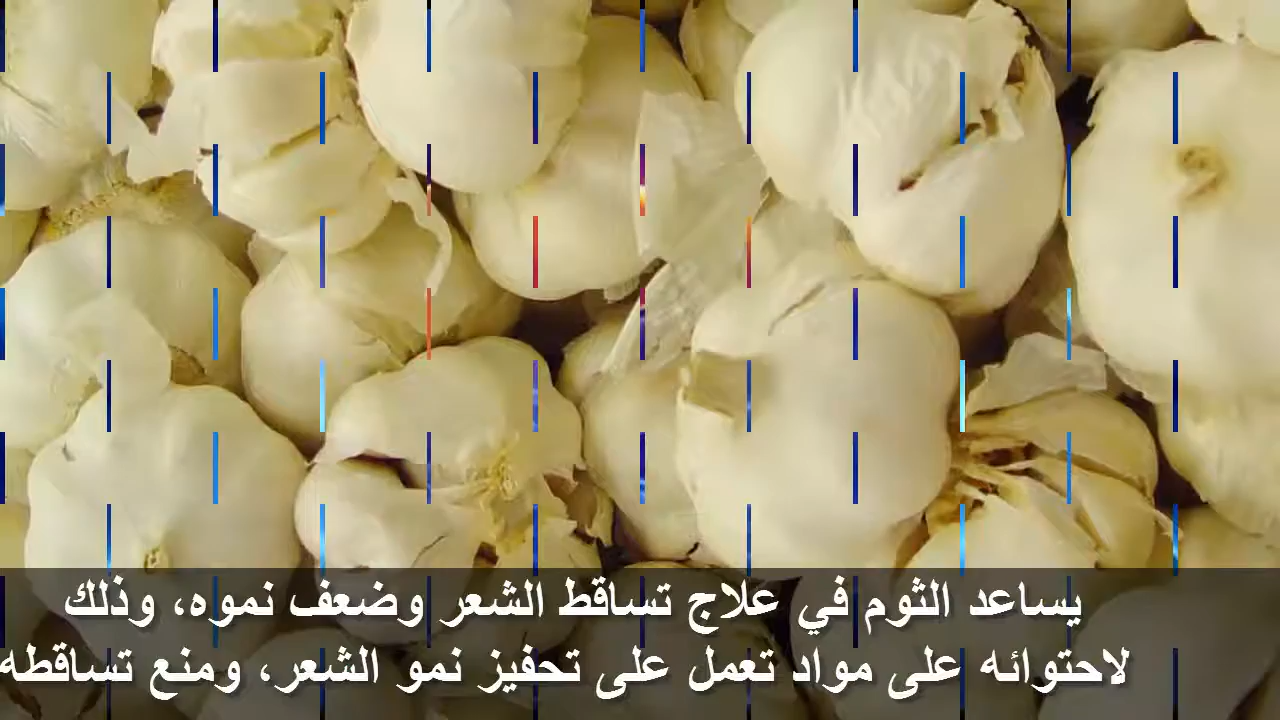 يساعد الثوم في علاج تساقط الشعر وضعف نموه، وذلك
لاحتوائه على مواد تعمل على تحفيز نمو الشعر، ومنع تساقطه